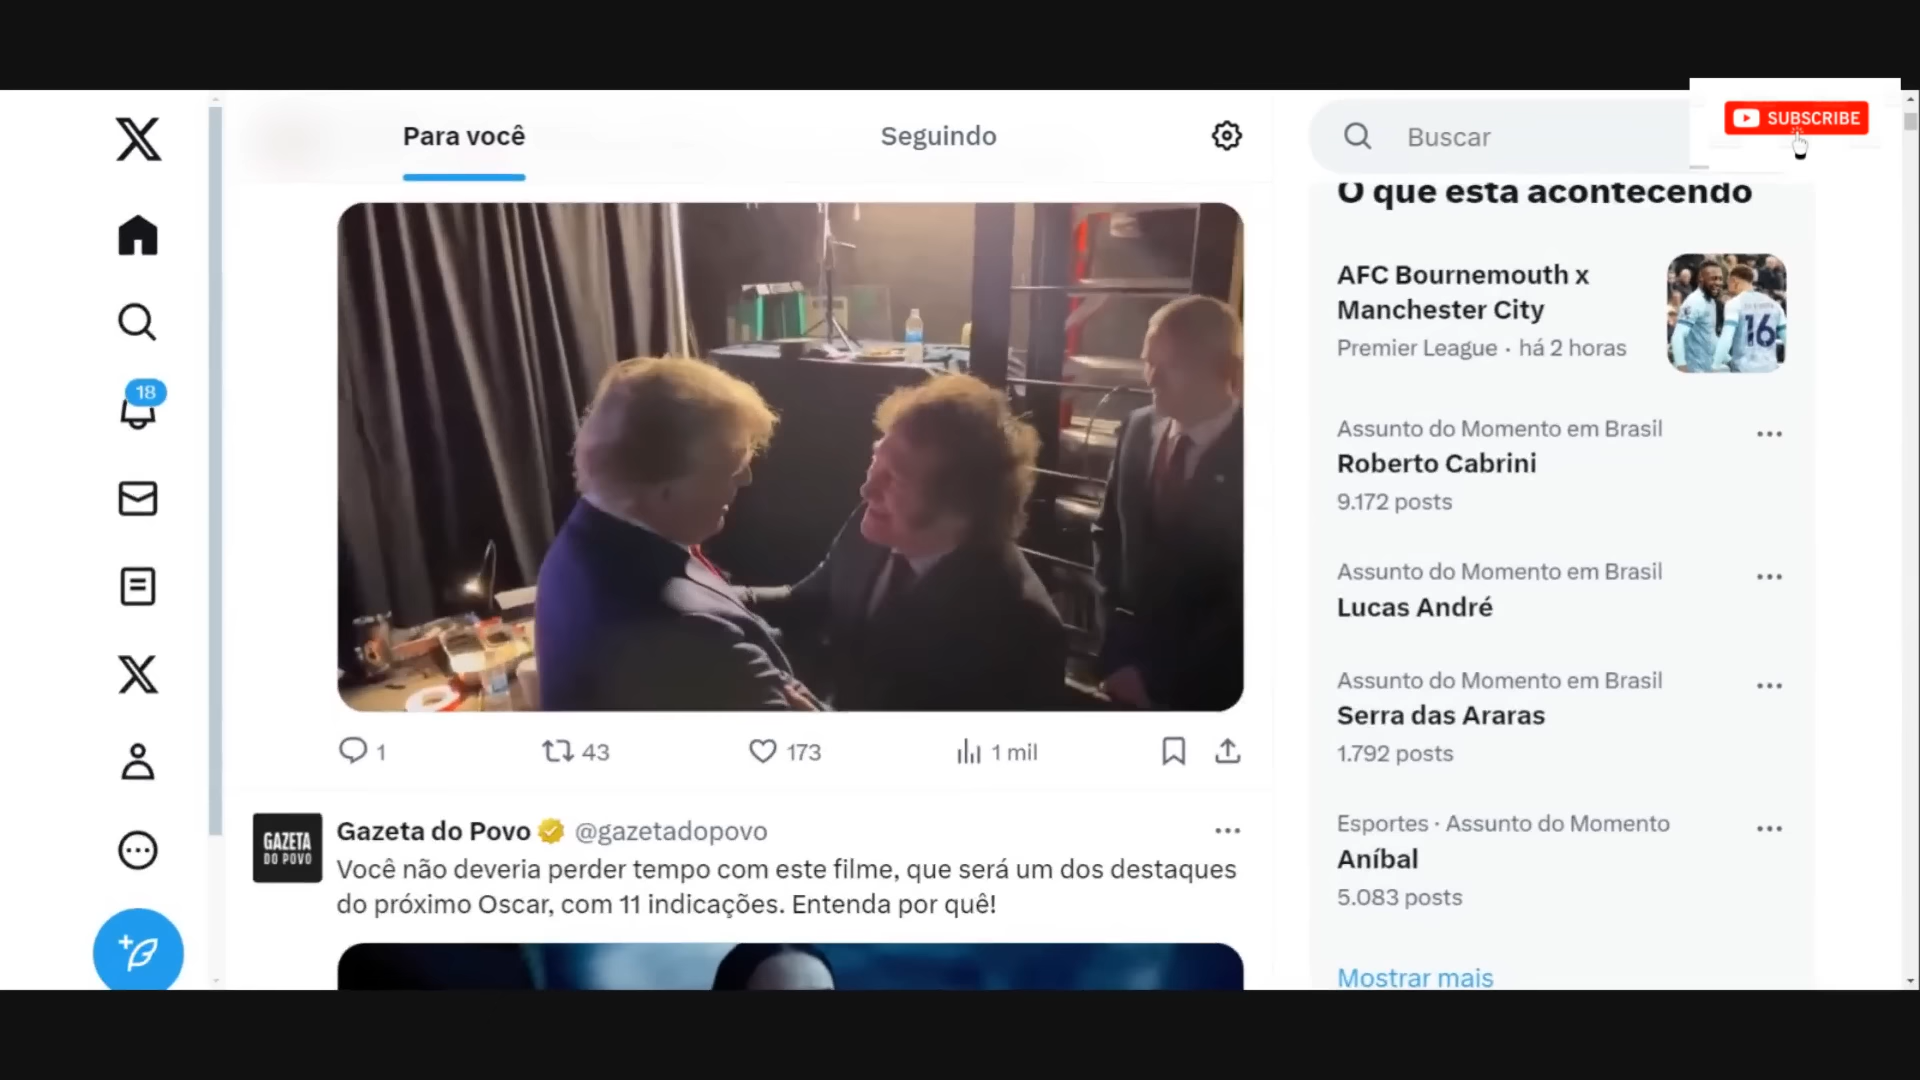 Para você
Seguindo
Buscar
SUBSCRIBE
O que está acontecendo
AFC Bournemouth x
Manchester City
Premier League · há 2 horas
16
18
Assunto do Momento em Brasil
Roberto Cabrini
9.172 posts
Assunto do Momento em Brasil
Lucas André
Assunto do Momento em Brasil
Serra das Araras
1.792 posts
1
43
173
1 mil
GAZETA
DO POVO
Gazeta do Povo @gazetadopovo
Você não deveria perder tempo com este filme, que será um dos destaques
do próximo Oscar, com 11 indicações. Entenda por quê!
Esportes · Assunto do Momento
Aníbal
5.083 posts
Mostrar mais